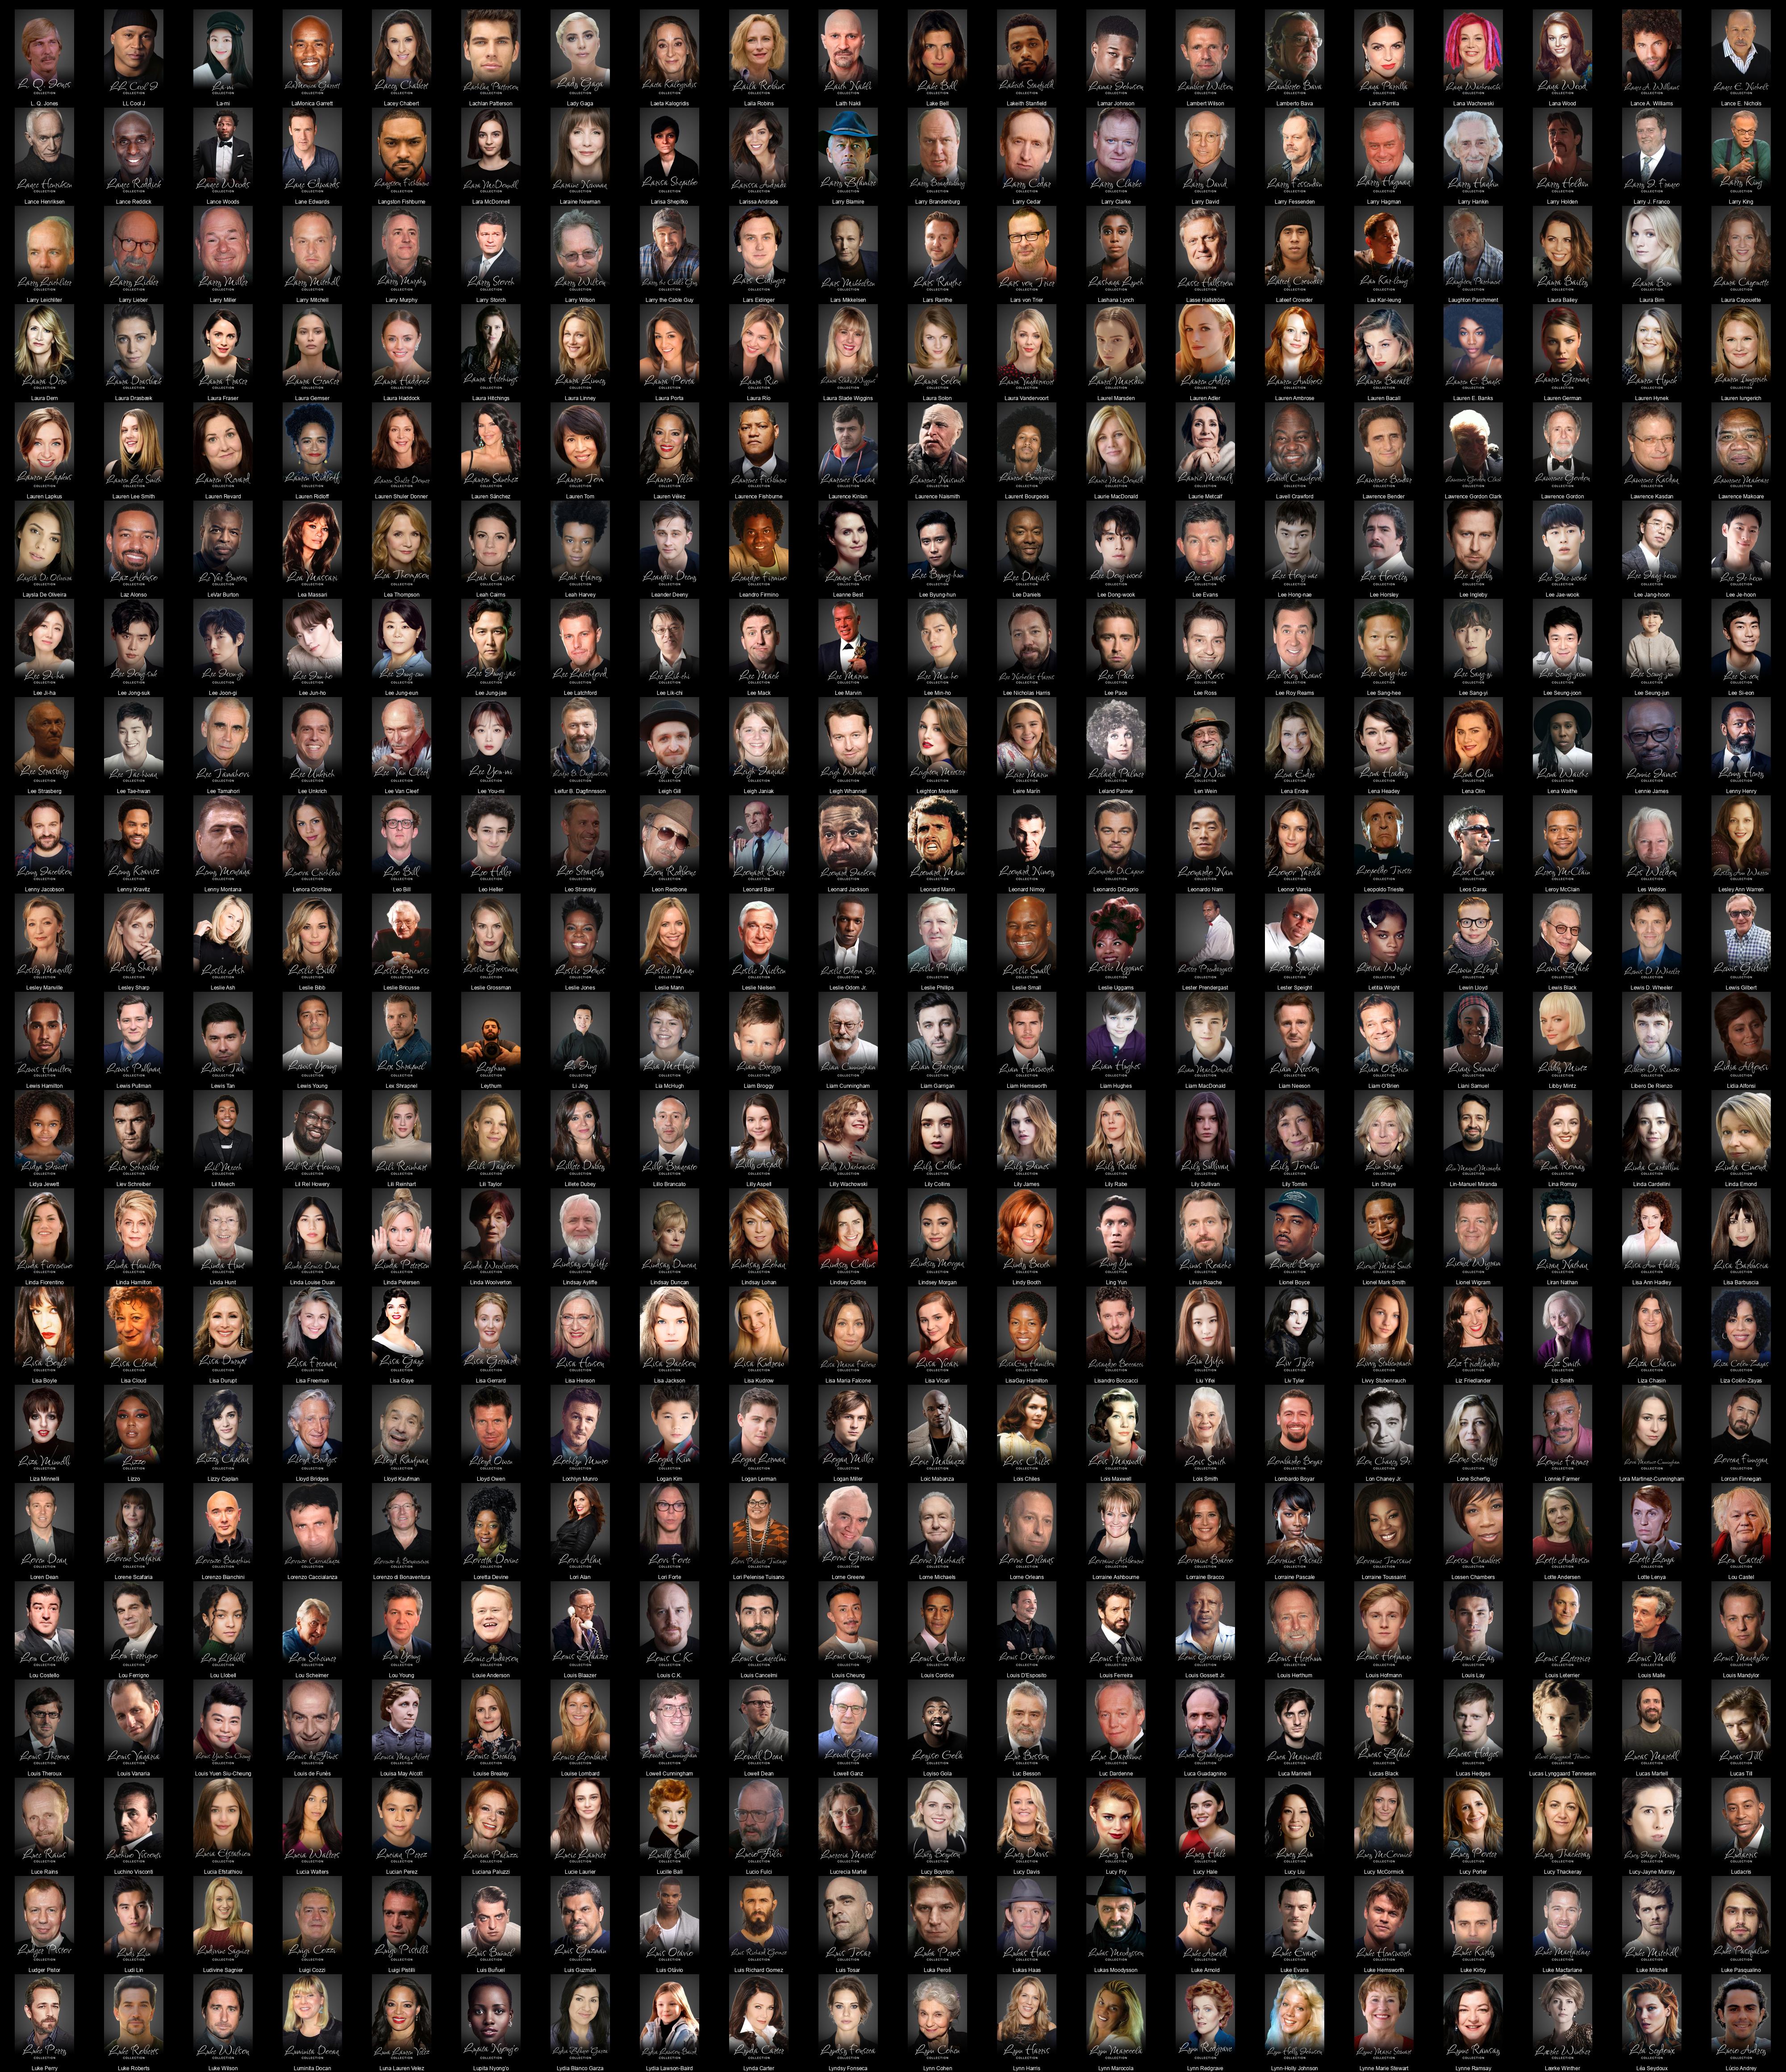 L. Q. Jones LL Cool J La-mi LaMonica Garrett Lacey Chabert Lachlan Patterson Lady Gaga Laeta Kalogridis Laila Robins Laith Nakli Lake Bell Lakeith Stanfield Lamar Johnson Lambert Wilson Lamberto Bava Lana Parrilla Lana Wachowski Lana Wood Lance A. Williams Lance E. Nichols
Lance Henriksen Lance Reddick Lance Woods Lane Edwards Langston Fishburne Lara McDonnell Laraine Newman Larisa Shepitko Larissa Andrade Larry Blamire Larry Brandenburg Larry Cedar Larry Clarke Larry David Larry Fessenden Larry Hagman Larry Hankin Larry Holden Larry J. Franco Larry King
Larry Leichliter Larry Lieber Larry Miller Larry Mitchell Larry Murphy Larry Storch Larry Wilson Larry the Cable Guy Lars Eidinger Lars Mikkelsen Lars Ranthe Lars von Trier Lashana Lynch Lasse Hallström Lateef Crowder Lau Kar-leung Laughton Parchment Laura Bailey Laura Birn Laura Cayouette
Laura Dern Laura Drasbæk Laura Fraser Laura Gemser Laura Haddock Laura Hitchings Laura Linney Laura Porta Laura Río Laura Slade Wiggins Laura Solon Laura Vandervoort Laurel Marsden Lauren Adler Lauren Ambrose Lauren Bacall Lauren E. Banks Lauren German Lauren Hynek Lauren Iungerich
Lauren Lapkus Lauren Lee Smith Lauren Revard Lauren Ridloff Lauren Shuler Donner Lauren Sánchez Lauren Tom Lauren Vélez Laurence Fishburne Laurence Kinlan Laurence Naismith Laurent Bourgeois Laurie MacDonald Laurie Metcalf Lavell Crawford Lawrence Bender Lawrence Gordon Clark Lawrence Gordon Lawrence Kasdan Lawrence Makoare
Laysla De Oliveira Laz Alonso LeVar Burton Lea Massari Lea Thompson Leah Cairns Leah Harvey Leander Deeny Leandro Firmino Leanne Best Lee Byung-hun Lee Daniels Lee Dong-wook Lee Evans Lee Hong-nae Lee Horsley Lee Ingleby Lee Jae-wook Lee Jang-hoon Lee Je-hoon
Lee Ji-ha Lee Jong-suk Lee Joon-gi Lee Jun-ho Lee Jung-eun Lee Jung-jae Lee Latchford Lee Lik-chi Lee Mack Lee Marvin Lee Min-ho Lee Nicholas Harris Lee Pace Lee Ross Lee Roy Reams Lee Sang-hee Lee Sang-yi Lee Seung-joon Lee Seung-jun Lee Si-eon
Lee Strasberg Lee Tae-hwan Lee Tamahori Lee Unkrich Lee Van Cleef Lee You-mi Leifur B. Dagfinnsson Leigh Gill Leigh Janiak Leigh Whannell Leighton Meester Leire Marín Leland Palmer Len Wein Lena Endre Lena Headey Lena Olin Lena Waithe Lennie James Lenny Henry
Lenny Jacobson Lenny Kravitz Lenny Montana Lenora Crichlow Leo Bill Leo Heller Leo Stransky Leon Redbone Leonard Barr Leonard Jackson Leonard Mann Leonard Nimoy Leonardo DiCaprio Leonardo Nam Leonor Varela Leopoldo Trieste Leos Carax Leroy McClain Les Weldon Lesley Ann Warren
Lesley Manville Lesley Sharp Leslie Ash Leslie Bibb Leslie Bricusse Leslie Grossman Leslie Jones Leslie Mann Leslie Nielsen Leslie Odom Jr. Leslie Phillips Leslie Small Leslie Uggams Lester Prendergast Lester Speight Letitia Wright Lewin Lloyd Lewis Black Lewis D. Wheeler Lewis Gilbert
Lewis Hamilton Lewis Pullman Lewis Tan Lewis Young Lex Shrapnel Leythum Li Jing Lia McHugh Liam Broggy Liam Cunningham Liam Garrigan Liam Hemsworth Liam Hughes Liam MacDonald Liam Neeson Liam O'Brien Liani Samuel Libby Mintz Libero De Rienzo Lidia Alfonsi
Lidya Jewett Liev Schreiber Lil Meech Lil Rel Howery Lili Reinhart Lili Taylor Lillete Dubey Lillo Brancato Lilly Aspell Lilly Wachowski Lily Collins Lily James Lily Rabe Lily Sullivan Lily Tomlin Lin Shaye Lin-Manuel Miranda Lina Romay Linda Cardellini Linda Emond
Linda Fiorentino Linda Hamilton Linda Hunt Linda Louise Duan Linda Petersen Linda Woolverton Lindsay Ayliffe Lindsay Duncan Lindsay Lohan Lindsey Collins Lindsey Morgan Lindy Booth Ling Yun Linus Roache Lionel Boyce Lionel Mark Smith Lionel Wigram Liran Nathan Lisa Ann Hadley Lisa Barbuscia
Lisa Boyle Lisa Cloud Lisa Durupt Lisa Freeman Lisa Gaye Lisa Gerrard Lisa Henson Lisa Jackson Lisa Kudrow Lisa Maria Falcone Lisa Vicari LisaGay Hamilton Lisandro Boccacci Liu Yifei Liv Tyler Livvy Stubenrauch Liz Friedlander Liz Smith Liza Chasin Liza Colón-Zayas
Liza Minnelli Lizzo Lizzy Caplan Lloyd Bridges Lloyd Kaufman Lloyd Owen Lochlyn Munro Logan Kim Logan Lerman Logan Miller Loic Mabanza Lois Chiles Lois Maxwell Lois Smith Lombardo Boyar Lon Chaney Jr. Lone Scherfig Lonnie Farmer Lora Martinez-Cunningham Lorcan Finnegan
Loren Dean Lorene Scafaria Lorenzo Bianchini Lorenzo Caccialanza Lorenzo di Bonaventura Loretta Devine Lori Alan Lori Forte Lori Pelenise Tuisano Lorne Greene Lorne Michaels Lorne Orleans Lorraine Ashbourne Lorraine Bracco Lorraine Pascale Lorraine Toussaint Lossen Chambers Lotte Andersen Lotte Lenya Lou Castel
Lou Costello Lou Ferrigno Lou Llobell Lou Scheimer Lou Young Louie Anderson Louis Blaazer Louis C.K. Louis Cancelmi Louis Cheung Louis Cordice Louis D'Esposito Louis Ferreira Louis Gossett Jr. Louis Herthum Louis Hofmann Louis Lay Louis Leterrier Louis Malle Louis Mandylor
Louis Theroux Louis Vanaria Louis Yuen Siu-Cheung Louis de Funès Louisa May Alcott Louise Brealey Louise Lombard Lowell Cunningham Lowell Dean Lowell Ganz Loyiso Gola Luc Besson Luc Dardenne Luca Guadagnino Luca Marinelli Lucas Black Lucas Hedges Lucas Lynggaard Tønnesen Lucas Martell Lucas Till
Luce Rains Luchino Visconti Lucia Efstathiou Lucia Walters Lucian Perez Luciana Paluzzi Lucie Laurier Lucille Ball Lucio Fulci Lucrecia Martel Lucy Boynton Lucy Davis Lucy Fry Lucy Hale Lucy Liu Lucy McCormick Lucy Porter Lucy Thackeray Lucy-Jayne Murray Ludacris
Ludger Pistor Ludi Lin Ludivine Sagnier Luigi Cozzi Luigi Pistilli Luis Buñuel Luis Guzmán Luis Otávio Luis Richard Gomez Luis Tosar Luka Peroš Lukas Haas Lukas Moodysson Luke Arnold Luke Evans Luke Hemsworth Luke Kirby Luke Macfarlane Luke Mitchell Luke Pasqualino
Luke Perry Luke Roberts Luke Wilson Luminita Docan Luna Lauren Velez Lupita Nyong'o Lydia Blanco Garza Lydia Lawson-Baird Lynda Carter Lyndsy Fonseca Lynn Cohen Lynn Harris Lynn Marocola Lynn Redgrave Lynn-Holly Johnson Lynne Marie Stewart Lynne Ramsay Lærke Winther Léa Seydoux Lúcio Andrey